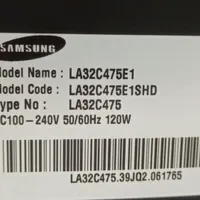 SAMSUNG
Model Name : LA32C475E1
Model Code : LA32C475E1SHD
Type No : LA32C475
AC100-240V 50/60Hz 120W
LA32C475.39JQ2.061765